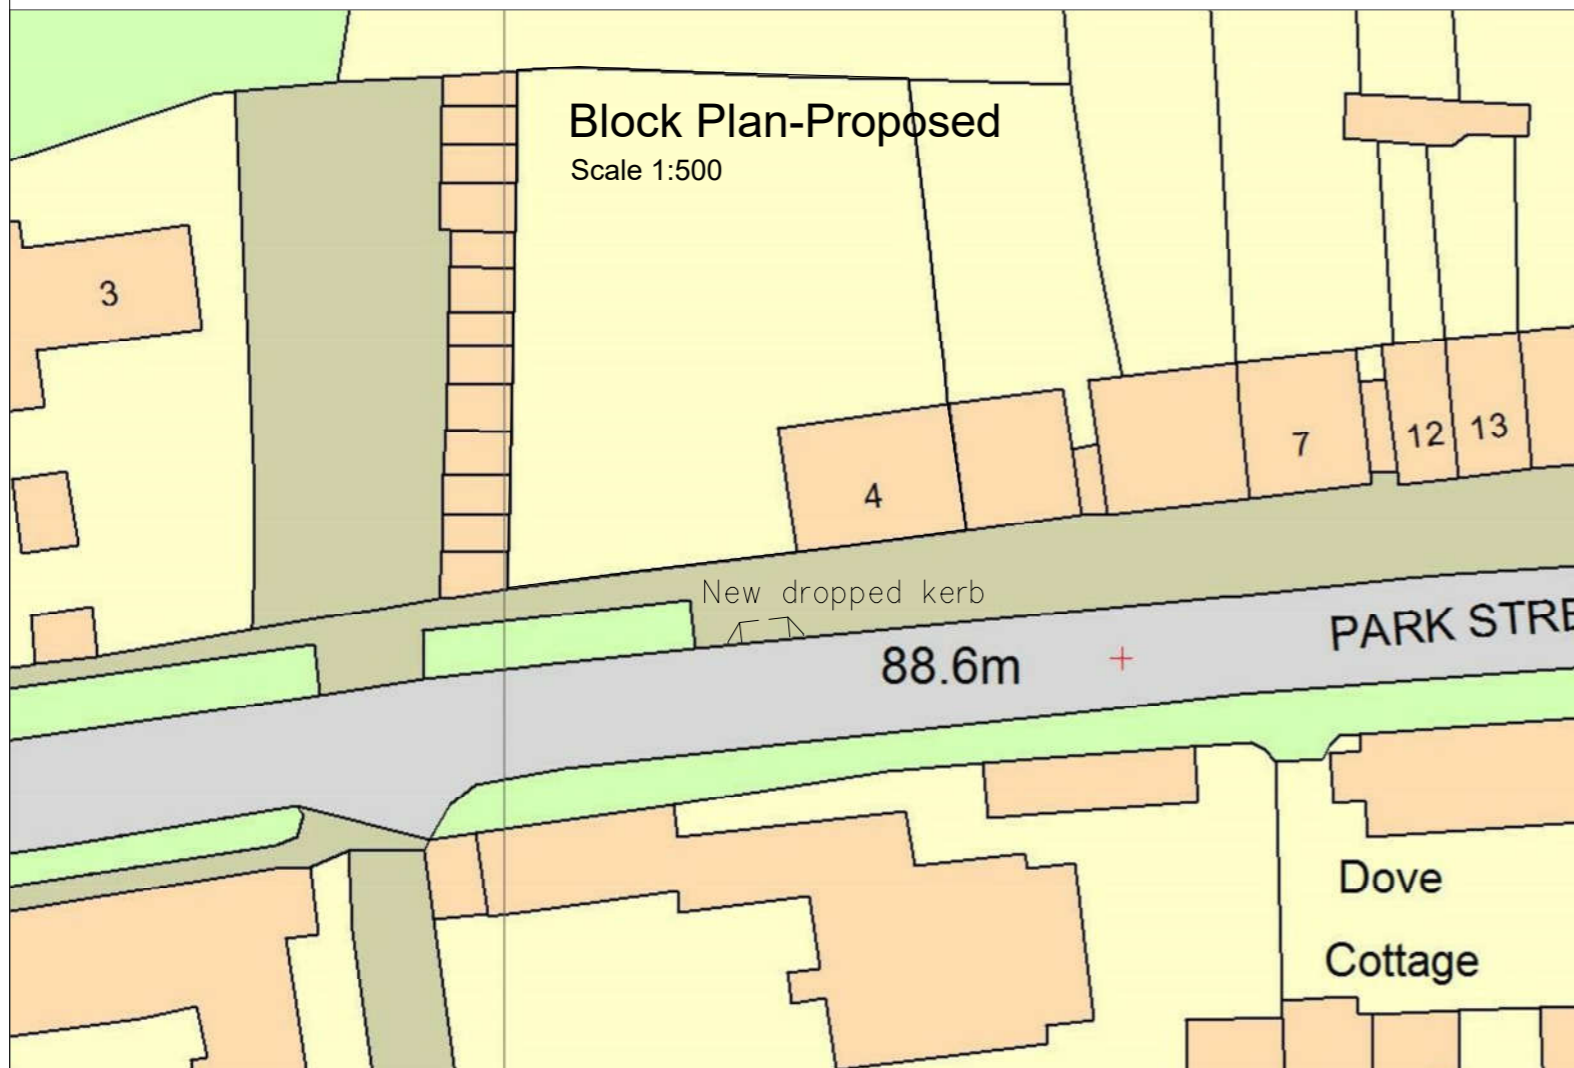 Block Plan-Proposed
Scale 1:500
3
4
7
12
13
New dropped kerb
PARK STRE
88.6m
Dove
Cottage